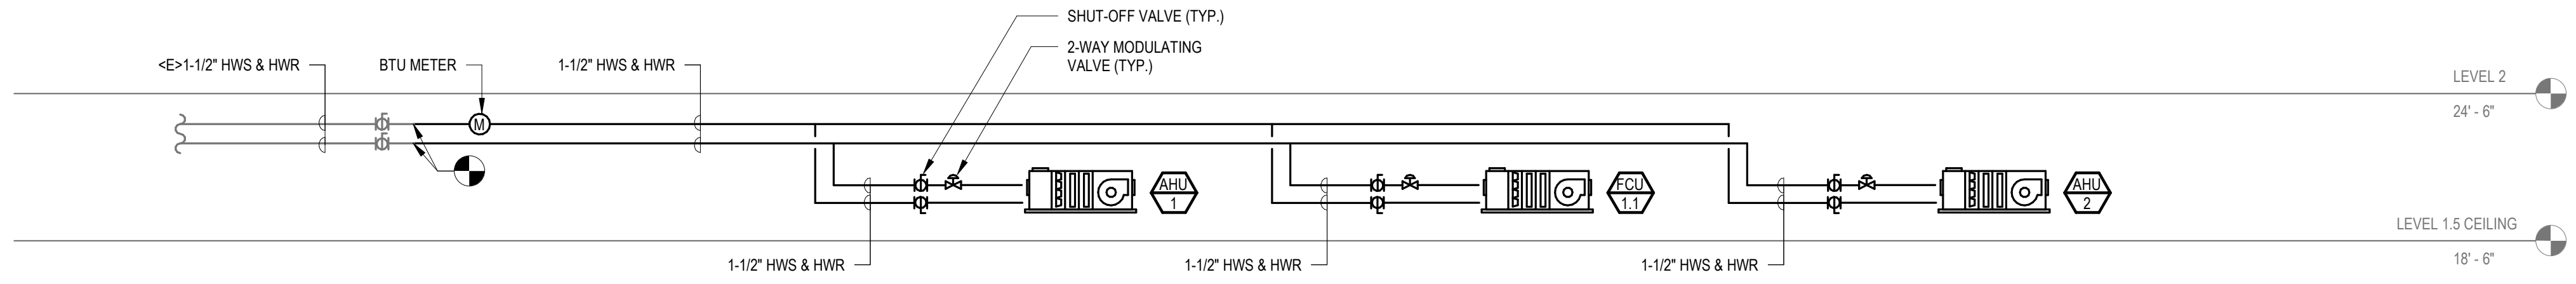 SHUT-OFF VALVE (TYP.)
2-WAY MODULATING
VALVE (TYP.)
<E>1-1/2" HWS & HWR
BTU METER
1-1/2" HWS & HWR
LEVEL 2
24' - 6"
M
AHU
1
FCU
1.1
AHU
2
LEVEL 1.5 CEILING
18' - 6"
1-1/2" HWS & HWR
1-1/2" HWS & HWR
1-1/2" HWS & HWR